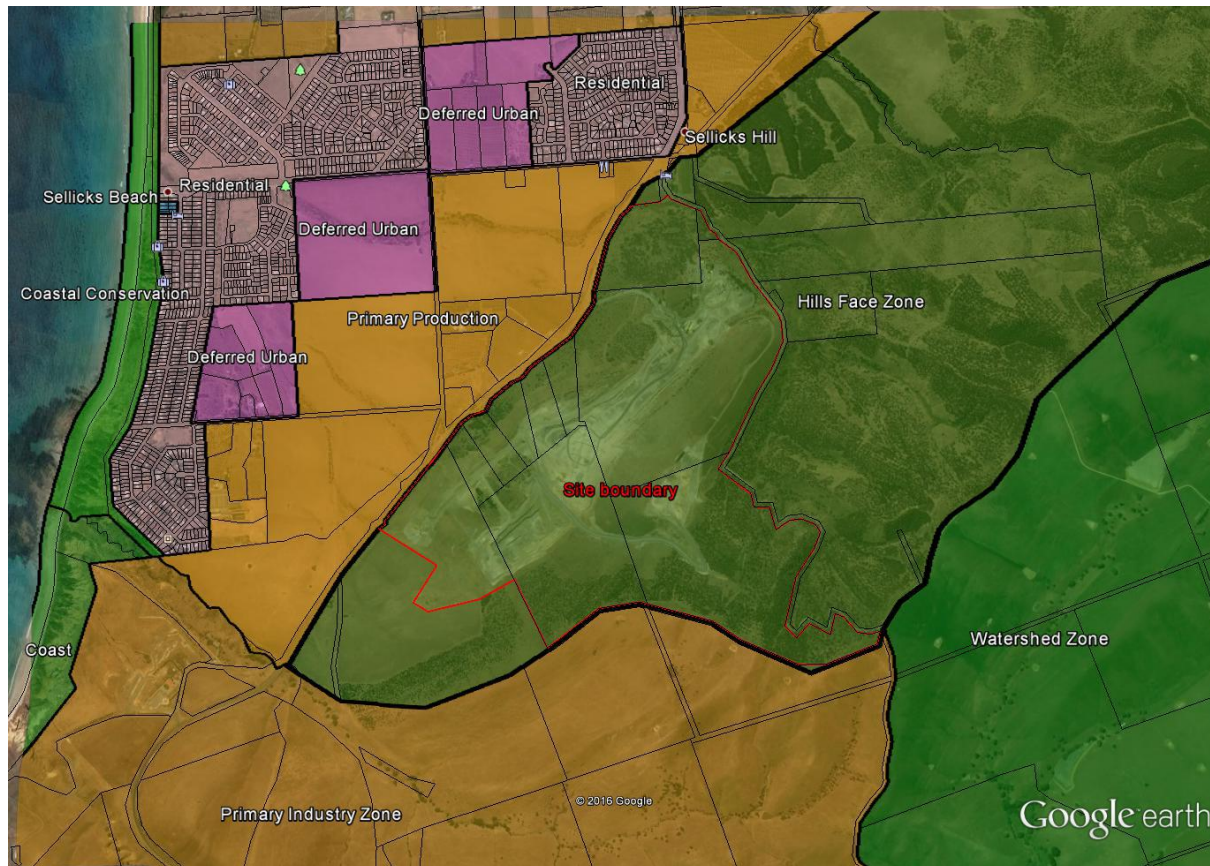 Residential
Deferred Urban
Sellicks Hill
Residential
Sellicks Beach
Deferred Urban
Coastal Conservation
Hills Face Zone
Primary Production
Deferred Urban
Site boundary
Watershed Zone
Coast
© 2016 Google
Primary Industry Zone
Google earth